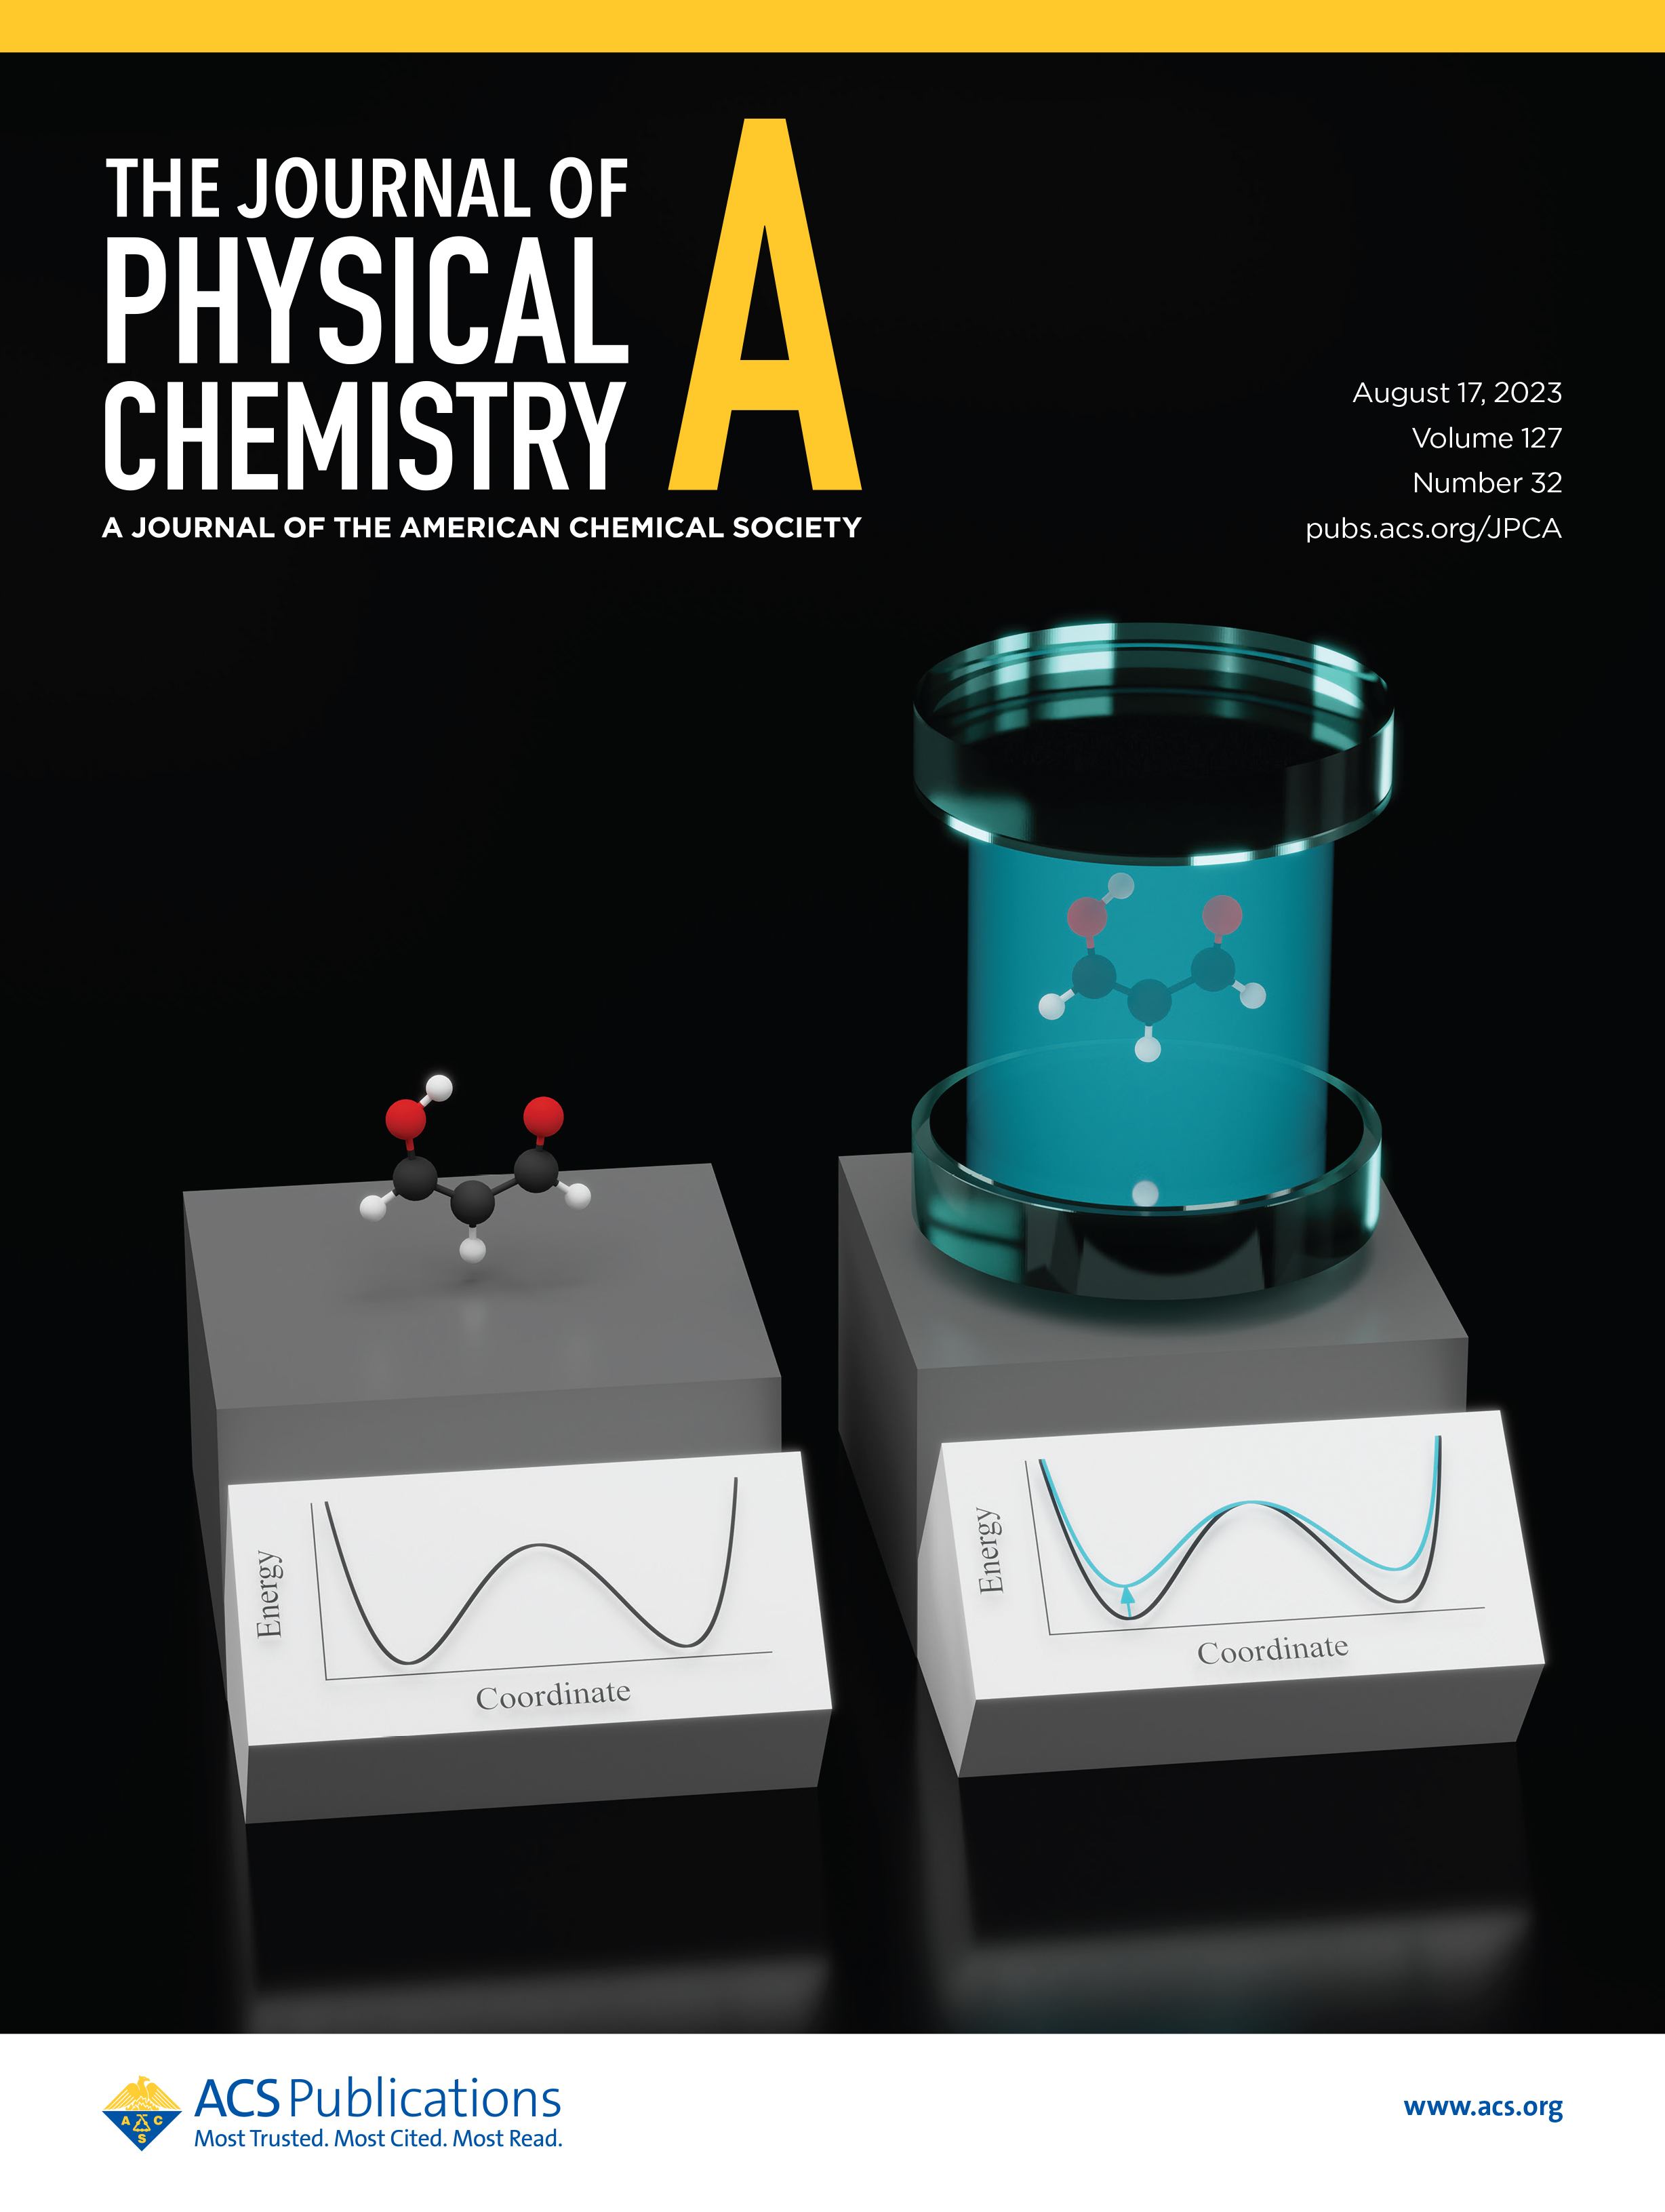 THE JOURNAL OF
PHYSICAL
CHEMISTRY
A
A JOURNAL OF THE AMERICAN CHEMICAL SOCIETY
August 17, 2023
Volume 127
Number 32
pubs.acs.org/JPCA
Energy
Coordinate
Energy
Coordinate
A C
S
ACS Publications
Most Trusted. Most Cited. Most Read.
www.acs.org